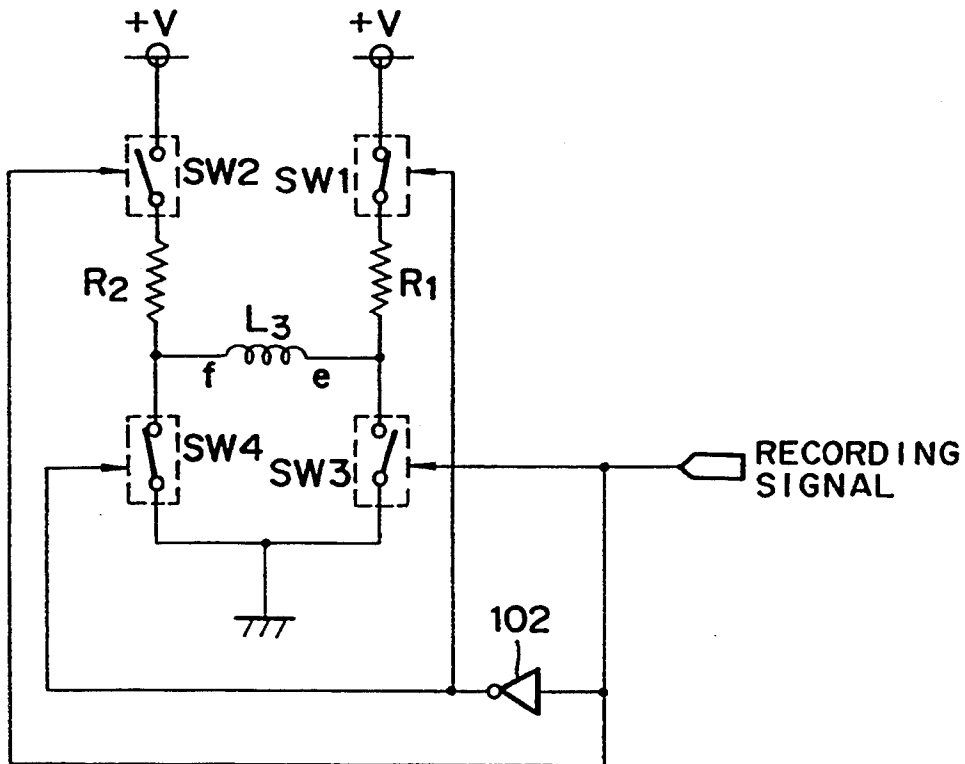 +V
+V
SW2
SW1
R2
R1
L3
f
e
SW4
SW3
RECORDING
SIGNAL
102